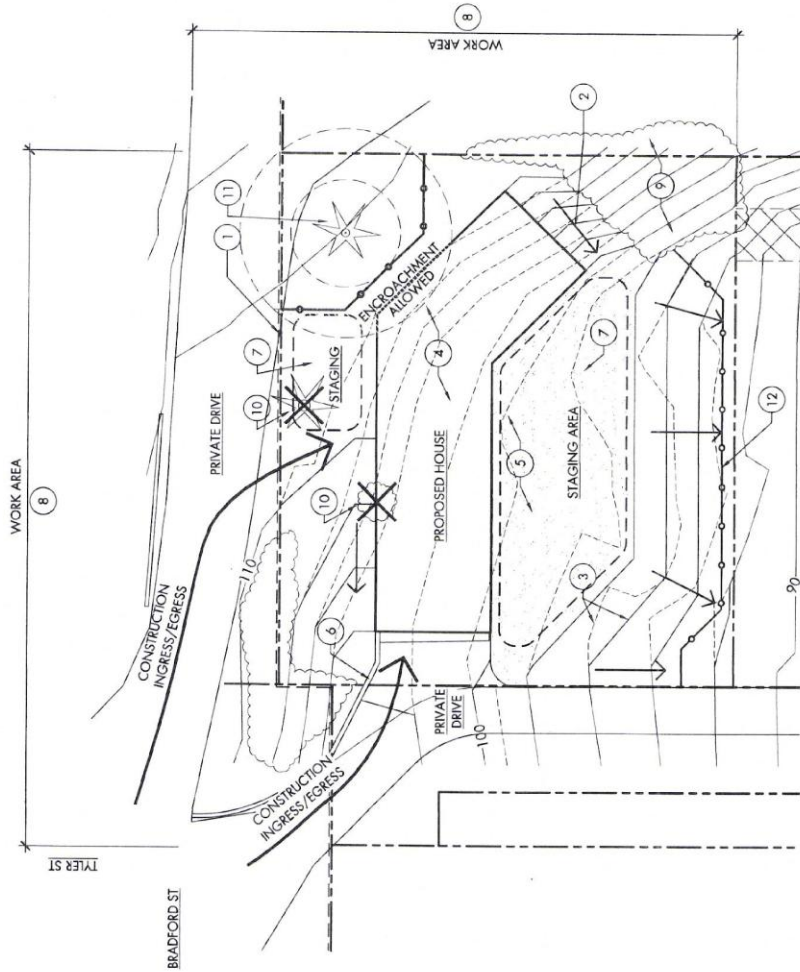 8
WORK AREA
WORK AREA
8
2
9
11
1
ENCROACHMENT
ALLOWED
7
STAGING
10
4
PRIVATE DRIVE
7
STAGING AREA
5
PROPOSED HOUSE
12
10
3
110
CONSTRUCTION
INGRESS/EGRESS
6
90
PRIVATE
DRIVE
100
CONSTRUCTION
INGRESS/EGRESS
TYLER ST
BRADFORD ST